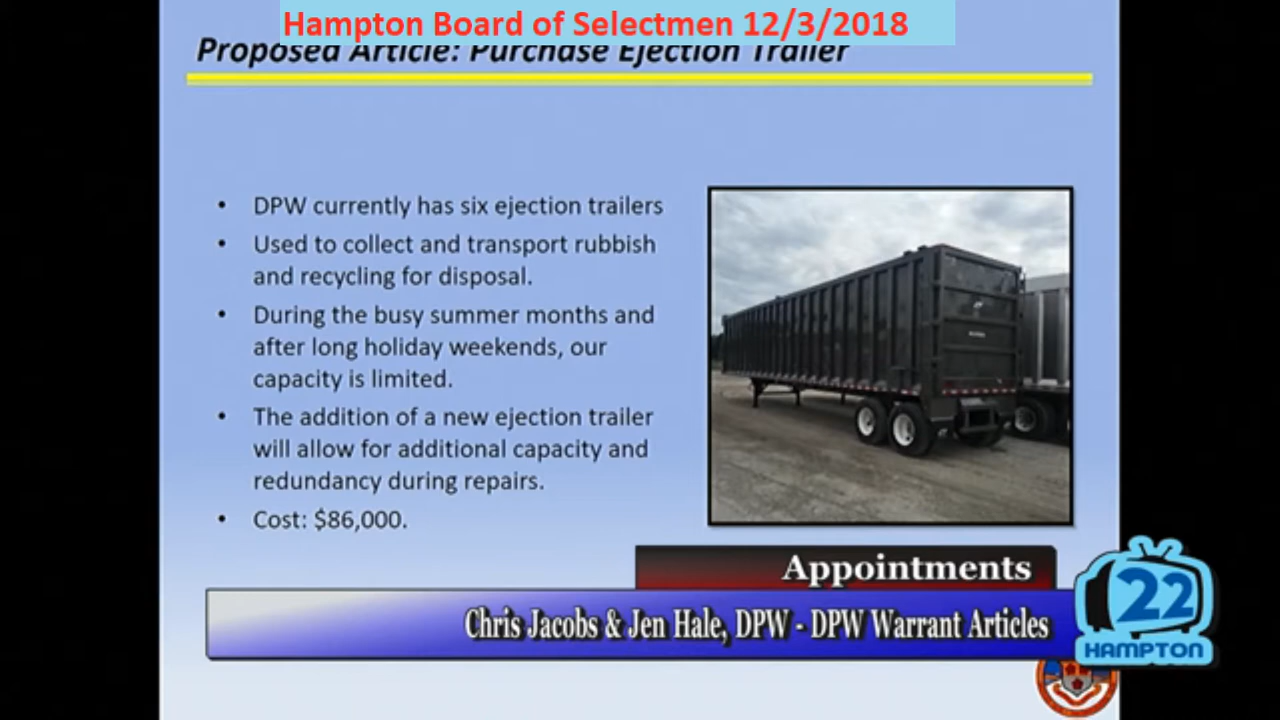 Hampton Board of Selectmen 12/3/2018
Proposed Article: Purchase Ejection Trailer
• DPW currently has six ejection trailers
• Used to collect and transport rubbish
and recycling for disposal.
• During the busy summer months and
after long holiday weekends, our
capacity is limited.
• The addition of a new ejection trailer
will allow for additional capacity and
redundancy during repairs.
• Cost: $86,000.
Appointments
Chris Jacobs & Jen Hale, DPW - DPW Warrant Articles
22
HAMPTON